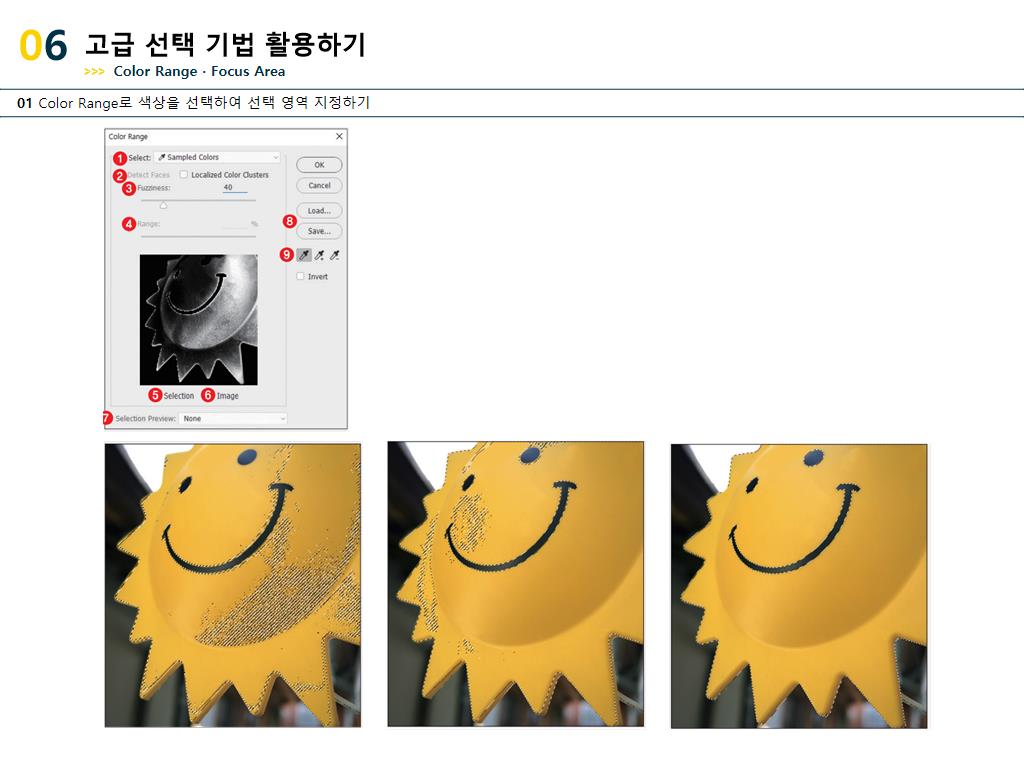 06 고급 선택 기법 활용하기
>>> Color Range · Focus Area
01 Color Range로 색상을 선택하여 선택 영역 지정하기
Color Range
1 Select: Sampled Colors
OK
2 Detect Faces Localized Color Clusters
3 Fuzziness: 40
Cancel
Load...
8
4 Range: %
Save...
9
Invert
5 Selection 6 Image
7 Selection Preview: None